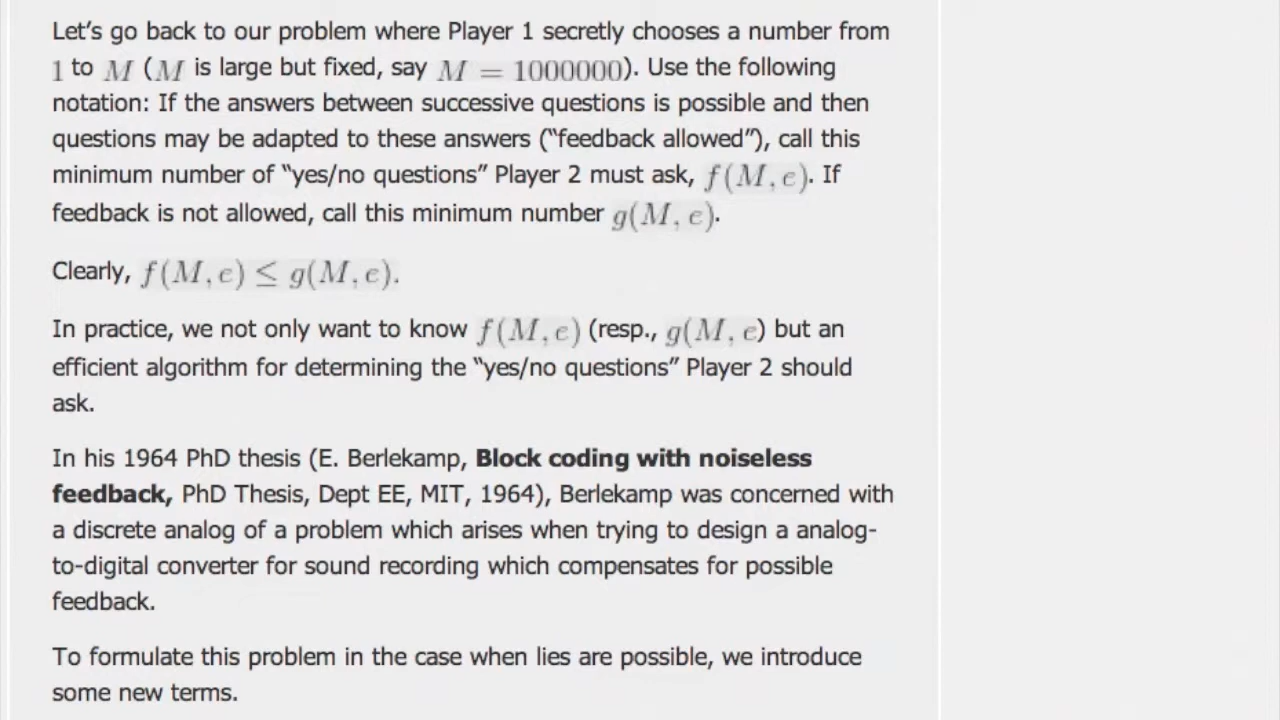 Let's go back to our problem where Player 1 secretly chooses a number from
1 to M (M is large but fixed, say M = 1000000). Use the following
notation: If the answers between successive questions is possible and then
questions may be adapted to these answers ("feedback allowed"), call this
minimum number of "yes/no questions" Player 2 must ask, f(M, e). If
feedback is not allowed, call this minimum number g(M, e).
Clearly, f(M, e) ≤ g(M, e).
In practice, we not only want to know f(M, e) (resp., g(M, e) but an
efficient algorithm for determining the "yes/no questions" Player 2 should
ask.
In his 1964 PhD thesis (E. Berlekamp, Block coding with noiseless
feedback, PhD Thesis, Dept EE, MIT, 1964), Berlekamp was concerned with
a discrete analog of a problem which arises when trying to design a analog-
to-digital converter for sound recording which compensates for possible
feedback.
To formulate this problem in the case when lies are possible, we introduce
some new terms.